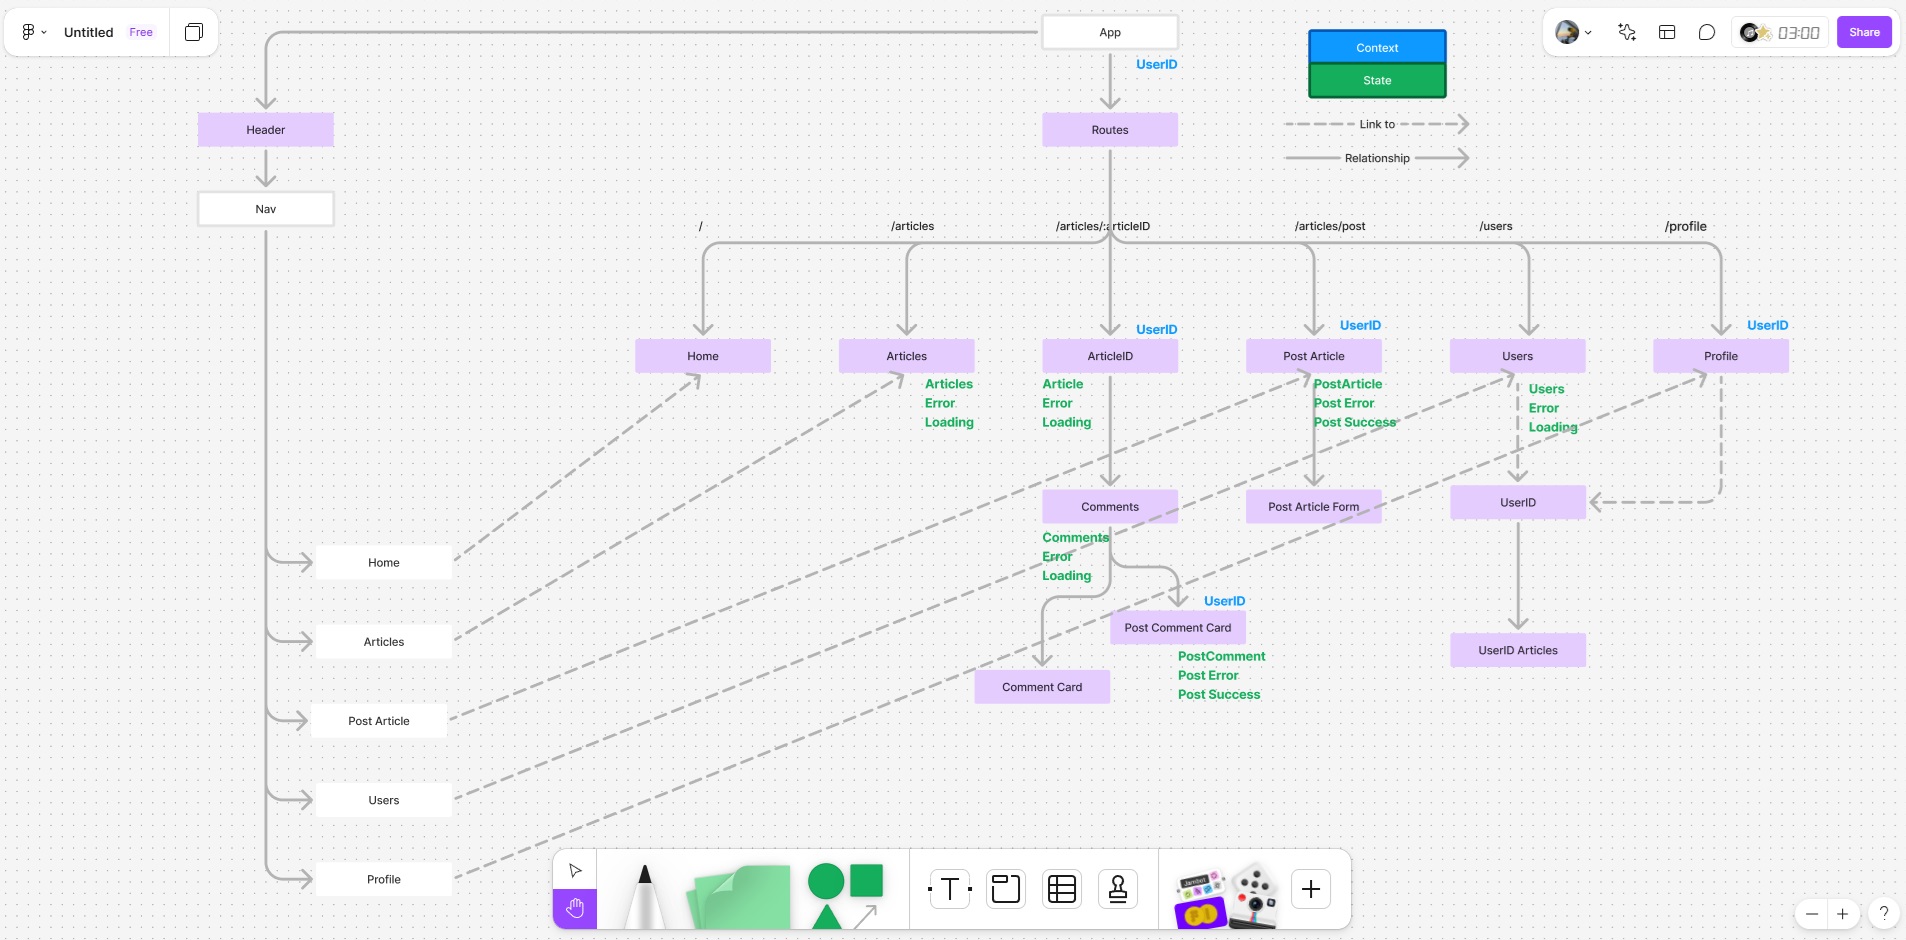 Untitled
Free
App
UserID
Context
State
Link to
Relationship
03:00
Share
Header
Routes
Nav
/
/articles
/articles/:articleID
/articles/post
/users
/profile
UserID
UserID
UserID
Home
Articles
ArticleID
Post Article
Users
Profile
Articles
Error
Loading
Article
Error
Loading
PostArticle
Post Error
Post Success
Users
Error
Loading
Comments
Post Article Form
UserID
Comments
Error
Loading
UserID
Post Comment Card
PostComment
Post Error
Post Success
Comment Card
UserID Articles
Home
Articles
Post Article
Users
Profile
T
Jambot
?